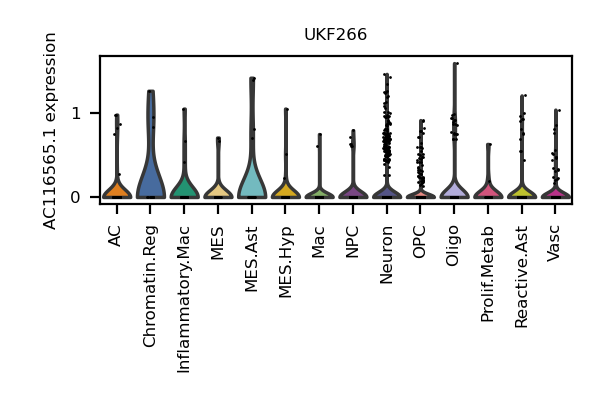 UKF266
AC116565.1 expression
1
0
AC
Chromatin.Reg
Inflammatory.Mac
MES
MES.Ast
MES.Hyp
Mac
NPC
Neuron
OPC
Oligo
Prolif.Metab
Reactive.Ast
Vasc